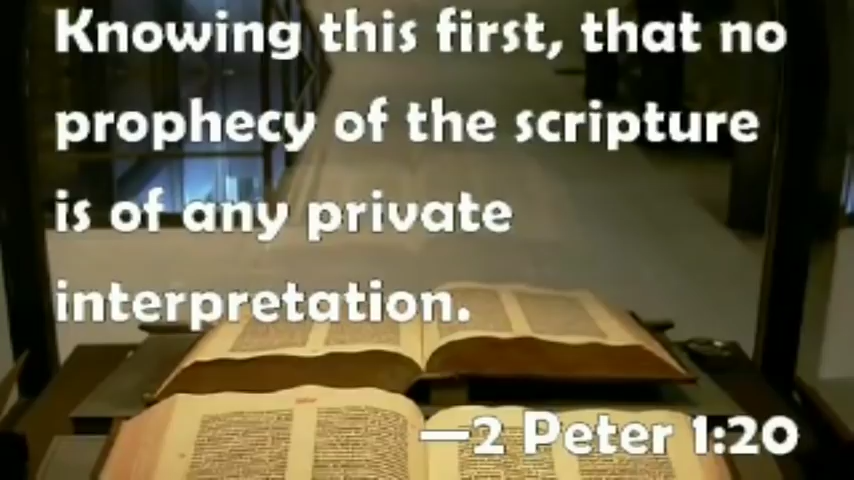 Knowing this first, that no
prophecy of the scripture
is of any private
interpretation.
—2 Peter 1:20